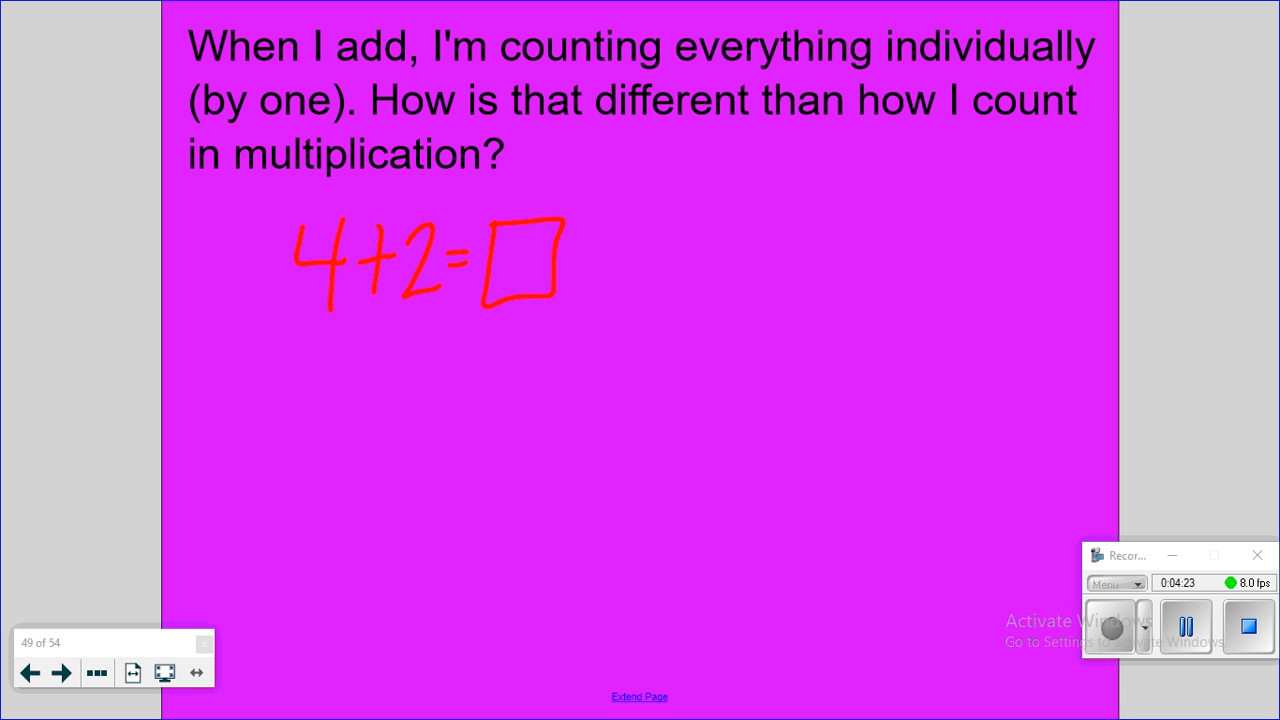 When I add, I'm counting everything individually
(by one). How is that different than how I count
in multiplication?
4+2=□
Recor...
Menu
0:04:23
8.0 fps
Activate Windows
Go to Settings to activate Windows.
49 of 54
x
Extend Page